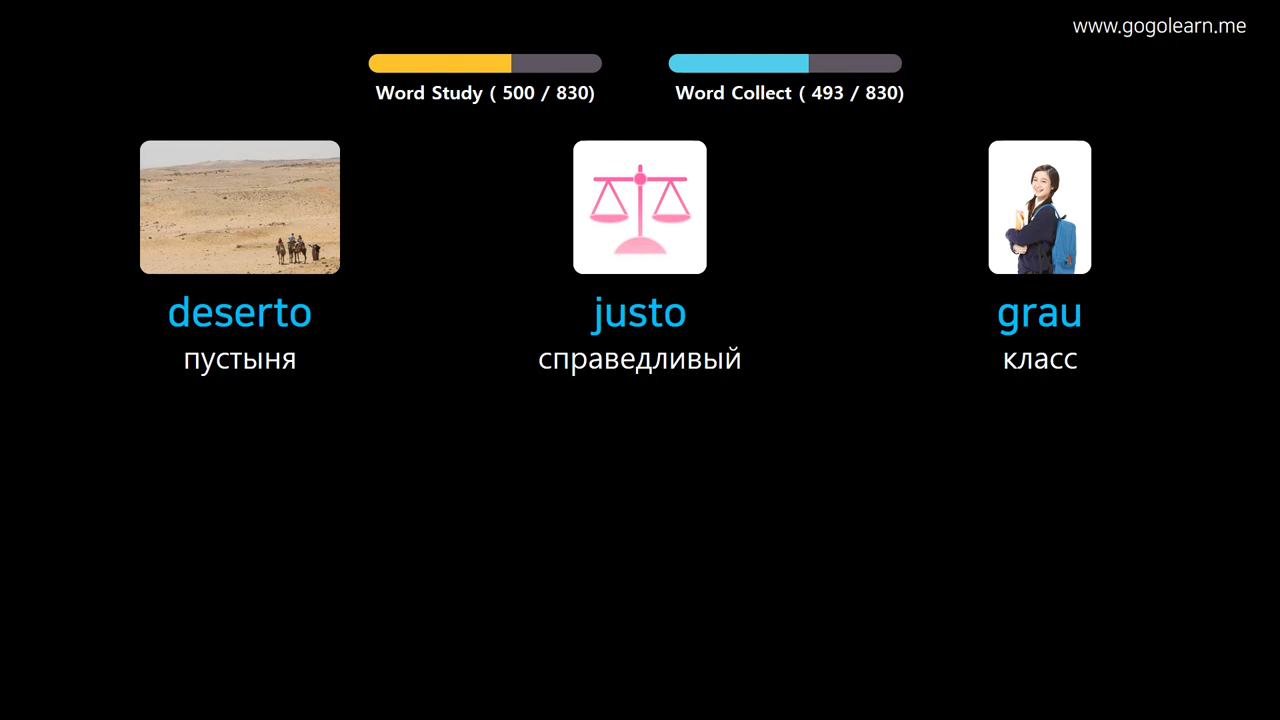 www.gogolearn.me
Word Study ( 500 / 830)
Word Collect ( 493 / 830)
deserto
justo
grau
пустыня
справедливый
класс